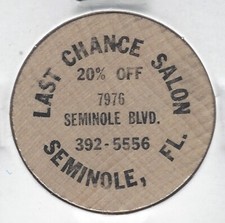 LAST CHANCE SALON
20% OFF
7976
SEMINOLE BLVD.
392-5556
SEMINOLE, FL.